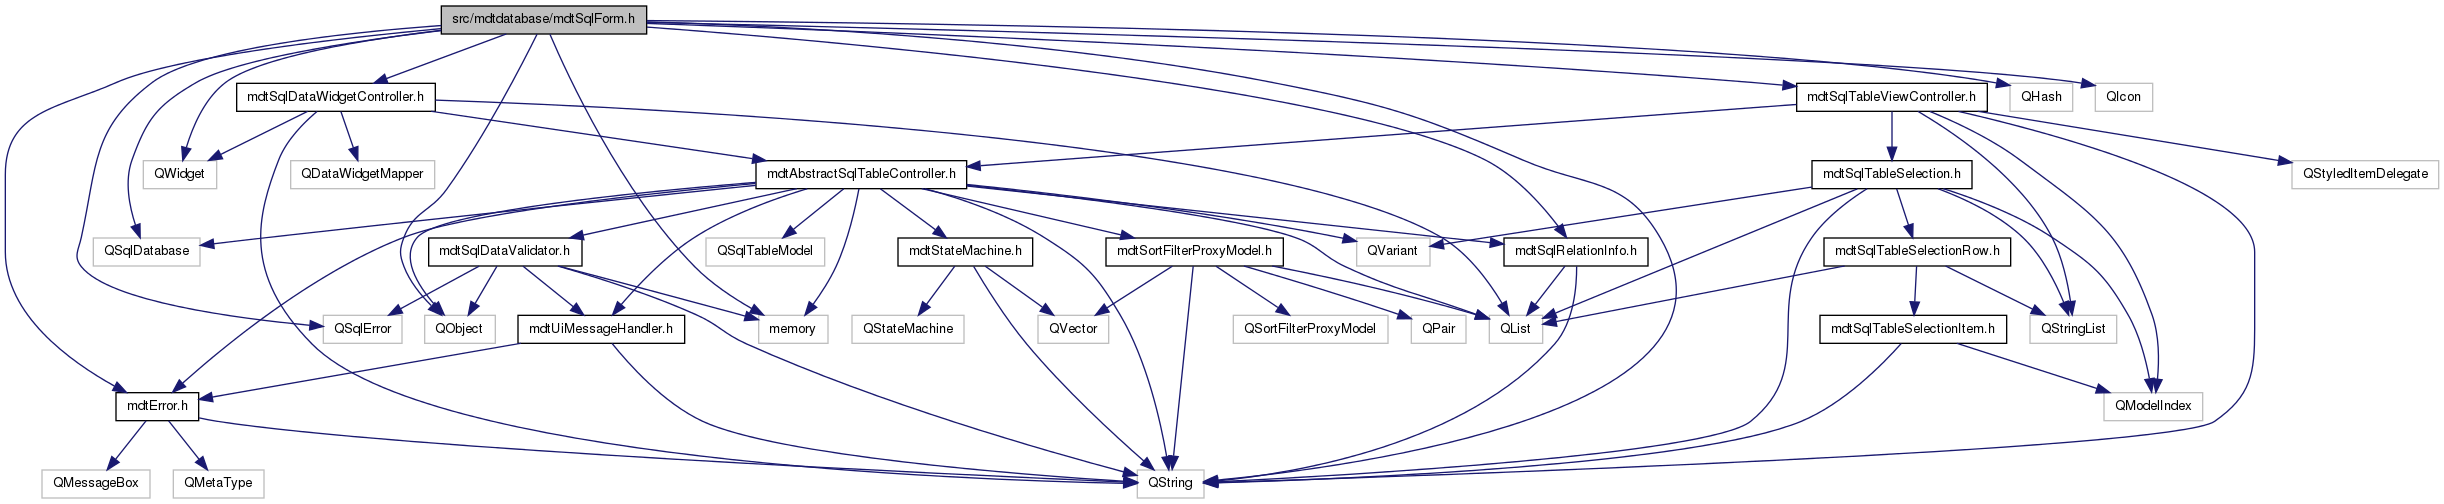 src/mdtdatabase/mdtSqlForm.h
mdtSqlDataWidgetController.h
mdtSqlTableViewController.h
QHash
QIcon
QWidget
QDataWidgetMapper
mdtAbstractSqlTableController.h
mdtSqlTableSelection.h
QStyledItemDelegate
QSqlDatabase
mdtSqlDataValidator.h
QSqlTableModel
mdtStateMachine.h
mdtSortFilterProxyModel.h
QVariant
mdtSqlRelationInfo.h
mdtSqlTableSelectionRow.h
QSqlError
QObject
mdtUiMessageHandler.h
memory
QStateMachine
QVector
QSortFilterProxyModel
QPair
QList
mdtSqlTableSelectionItem.h
QStringList
mdtError.h
QModelIndex
QMessageBox
QMetaType
QString